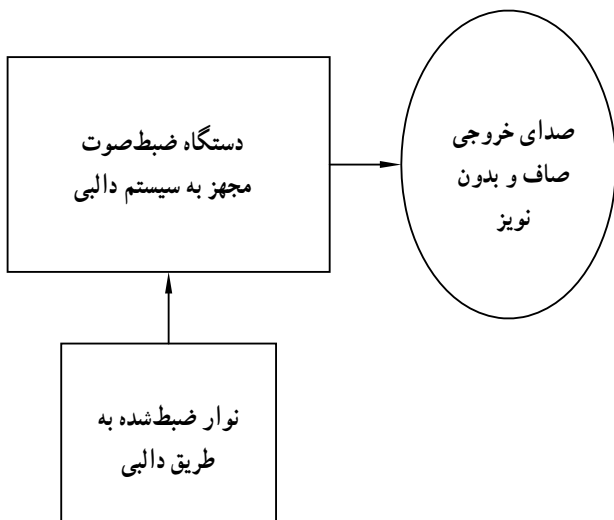 دستگاه ضبط‌صوت
مجهز به سیستم دالبی
صدای خروجی
صاف و بدون
نویز
نوار ضبط‌شده به
طریق دالبی